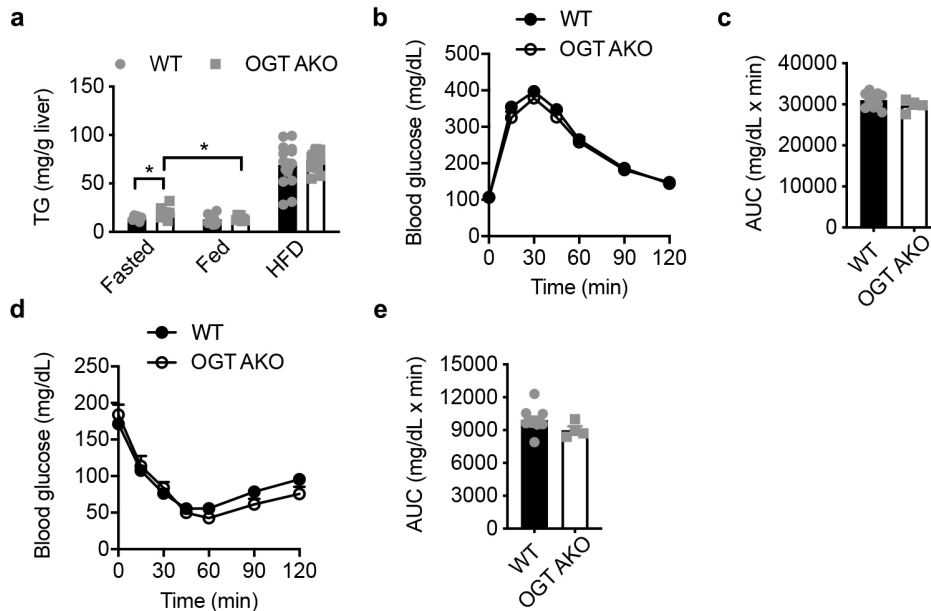 a
WT
OGT AKO
TG (mg/g liver)
150
100
50
0
*
*
Fasted
Fed
HFD
b
WT
OGT AKO
Blood glucose (mg/dL)
500
400
300
200
100
0
30
60
90
120
Time (min)
c
AUC (mg/dL x min)
40000
30000
20000
10000
0
WT
OGT AKO
d
WT
OGT AKO
Blood glucose (mg/dL)
250
200
150
100
50
0
0
30
60
90
120
Time (min)
e
AUC (mg/dL x min)
15000
12000
9000
6000
3000
0
WT
OGT AKO